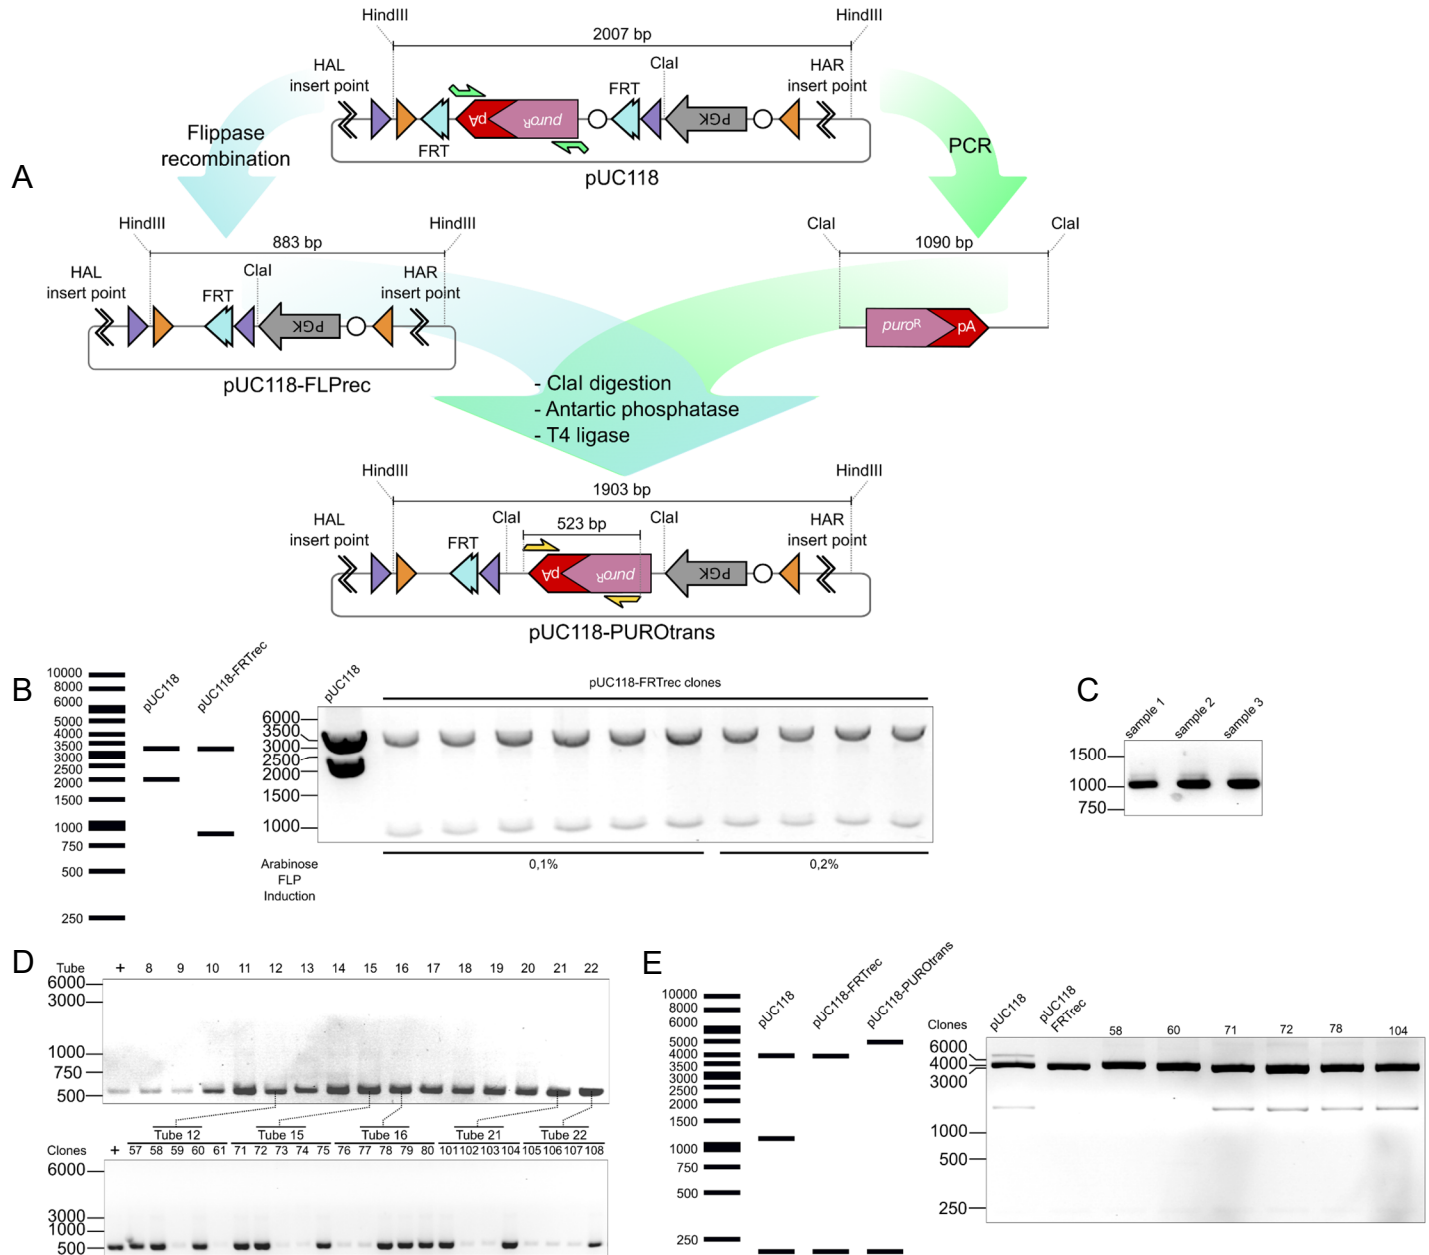 HindIII
HindIII
2007 bp
HAL
insert point
ClaI
HAR
insert point
FRT
pA
puroR
PGK
FRT
pUC118
Flippase
recombination
PCR
A
HindIII
HindIII
883 bp
HAL
insert point
ClaI
HAR
insert point
FRT
PGK
pUC118-FLPrec
ClaI
ClaI
1090 bp
puroR
pA
- ClaI digestion
- Antartic phosphatase
- T4 ligase
HindIII
HindIII
1903 bp
HAL
insert point
ClaI
ClaI
HAR
insert point
523 bp
FRT
pA
puroR
PGK
pUC118-PUROtrans
B
10000
8000
6000
5000
4000
3500
3000
2500
2000
1500
1000
750
500
250
pUC118
pUC118-FRTrec
pUC118
pUC118-FRTrec clones
6000
3500
3000
2500
2000
1500
1000
Arabinose
FLP
Induction
0,1%
0,2%
C
sample 1
sample 2
sample 3
1500
1000
750
D
Tube + 8 9 10 11 12 13 14 15 16 17 18 19 20 21 22
6000
3000
1000
750
500
Tube 12 Tube 15 Tube 16 Tube 21 Tube 22
Clones + 57 58 59 60 61 71 72 73 74 75 76 77 78 79 80 101 102 103 104 105 106 107 108
6000
3000
1000
500
E
10000
8000
6000
5000
4000
3500
3000
2500
2000
1500
1000
750
500
250
pUC118
pUC118-FRTrec
pUC118-PUROtrans
Clones
pUC118
pUC118
FRTrec
58 60 71 72 78 104
6000
4000
3000
1000
500
250